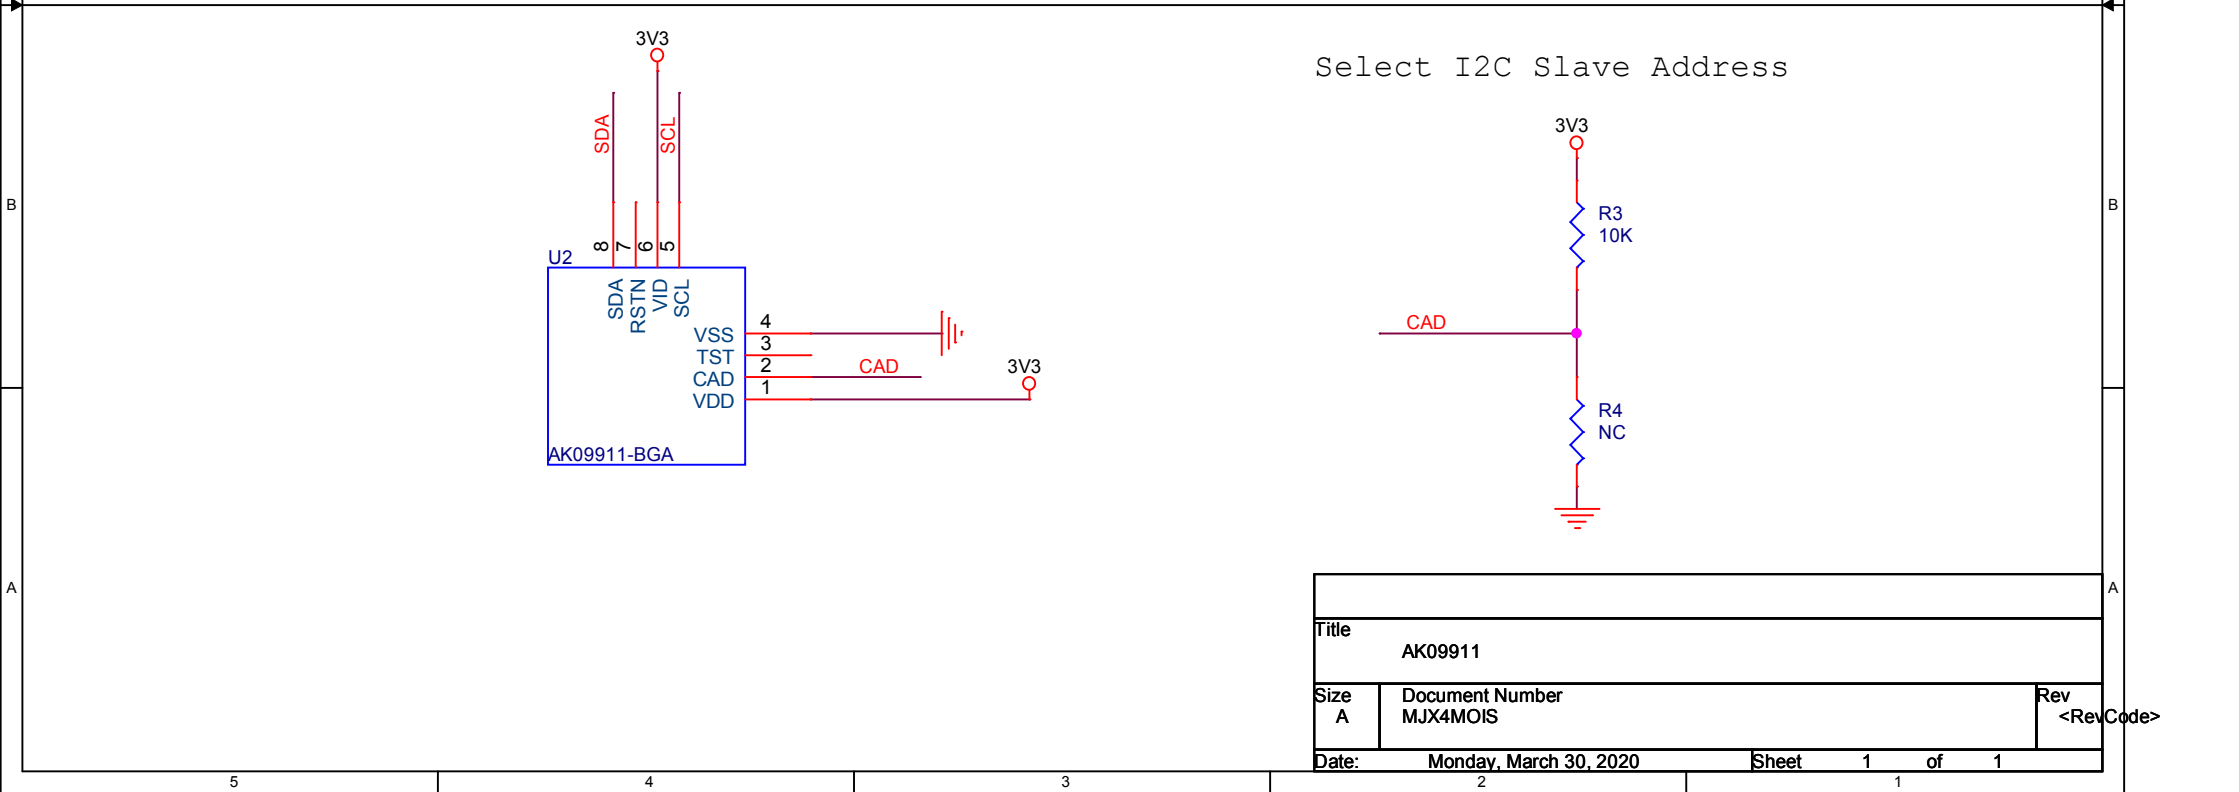 3V3
Select I2C Slave Address
SDA
SCL
3V3
B
B
R3
10K
8
7
6
5
U2
SDA
RSTN
VID
SCL
VSS
4
TST
3
CAD
2
CAD
VDD
1
3V3
CAD
R4
NC
AK09911-BGA
A
A
Title
AK09911
Size
A
Document Number
MJX4MOIS
Rev
<RevCode>
Date:
Monday, March 30, 2020
Sheet 1 of 1
5
4
3
2
1